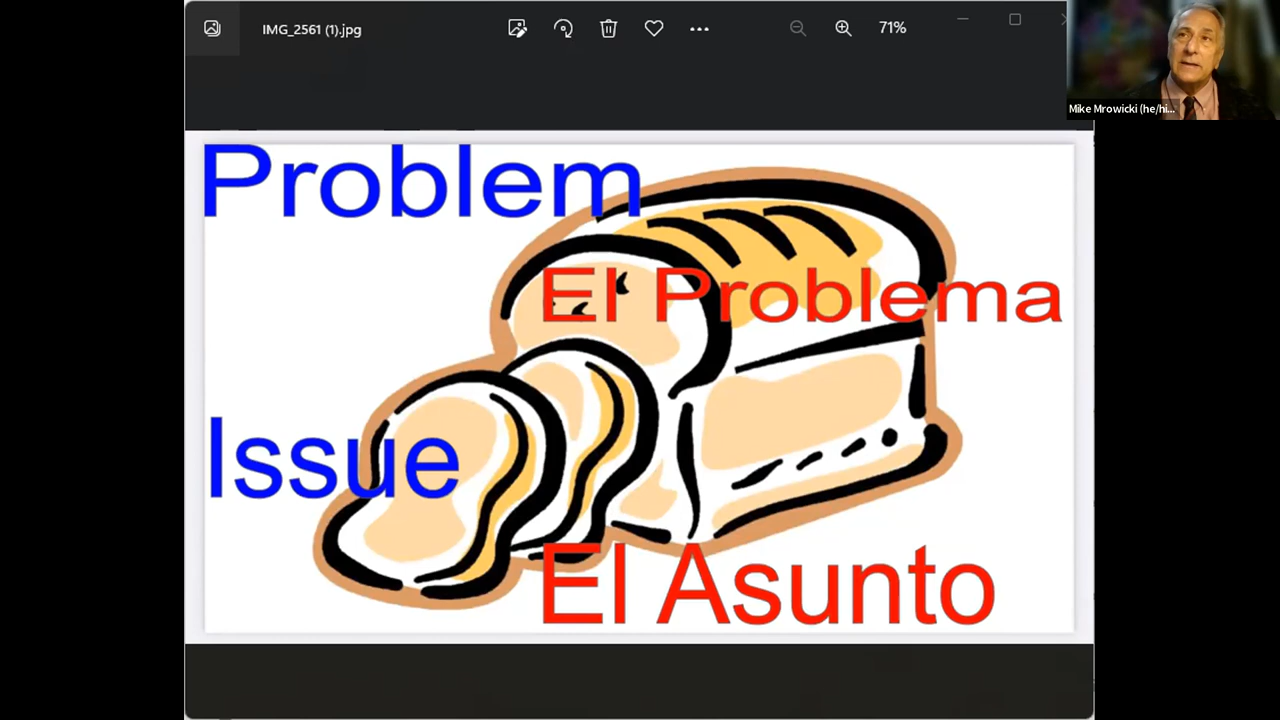 IMG_2561 (1).jpg
71%
Mike Mrowicki (he/hi...
Problem
El Problema
Issue
El Asunto